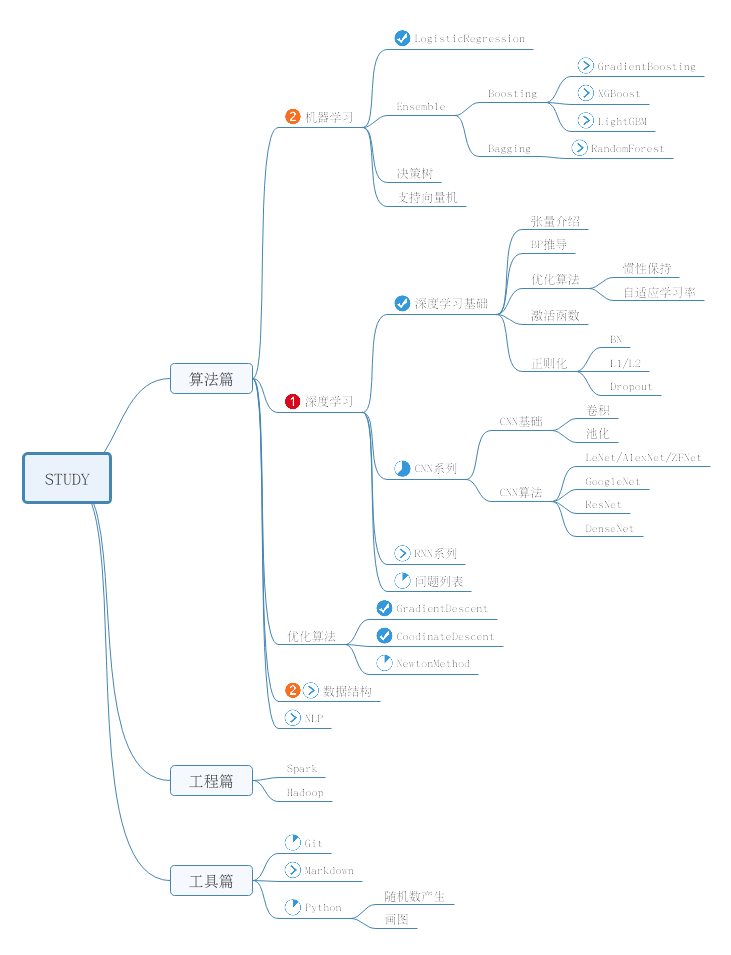 STUDY
算法篇
2 机器学习
LogisticRegression
Ensemble
Boosting
GradientBoosting
XGBoost
LightGBM
Bagging
RandomForest
决策树
支持向量机
1 深度学习
深度学习基础
张量介绍
BP推导
优化算法
惯性保持
自适应学习率
激活函数
正则化
BN
L1/L2
Dropout
CNN系列
CNN基础
卷积
池化
CNN算法
LeNet/AlexNet/ZFNet
GoogleNet
ResNet
DenseNet
RNN系列
问题列表
优化算法
GradientDescent
CoodinateDescent
NewtonMethod
2 数据结构
NLP
工程篇
Spark
Hadoop
工具篇
Git
Markdown
Python
随机数产生
画图